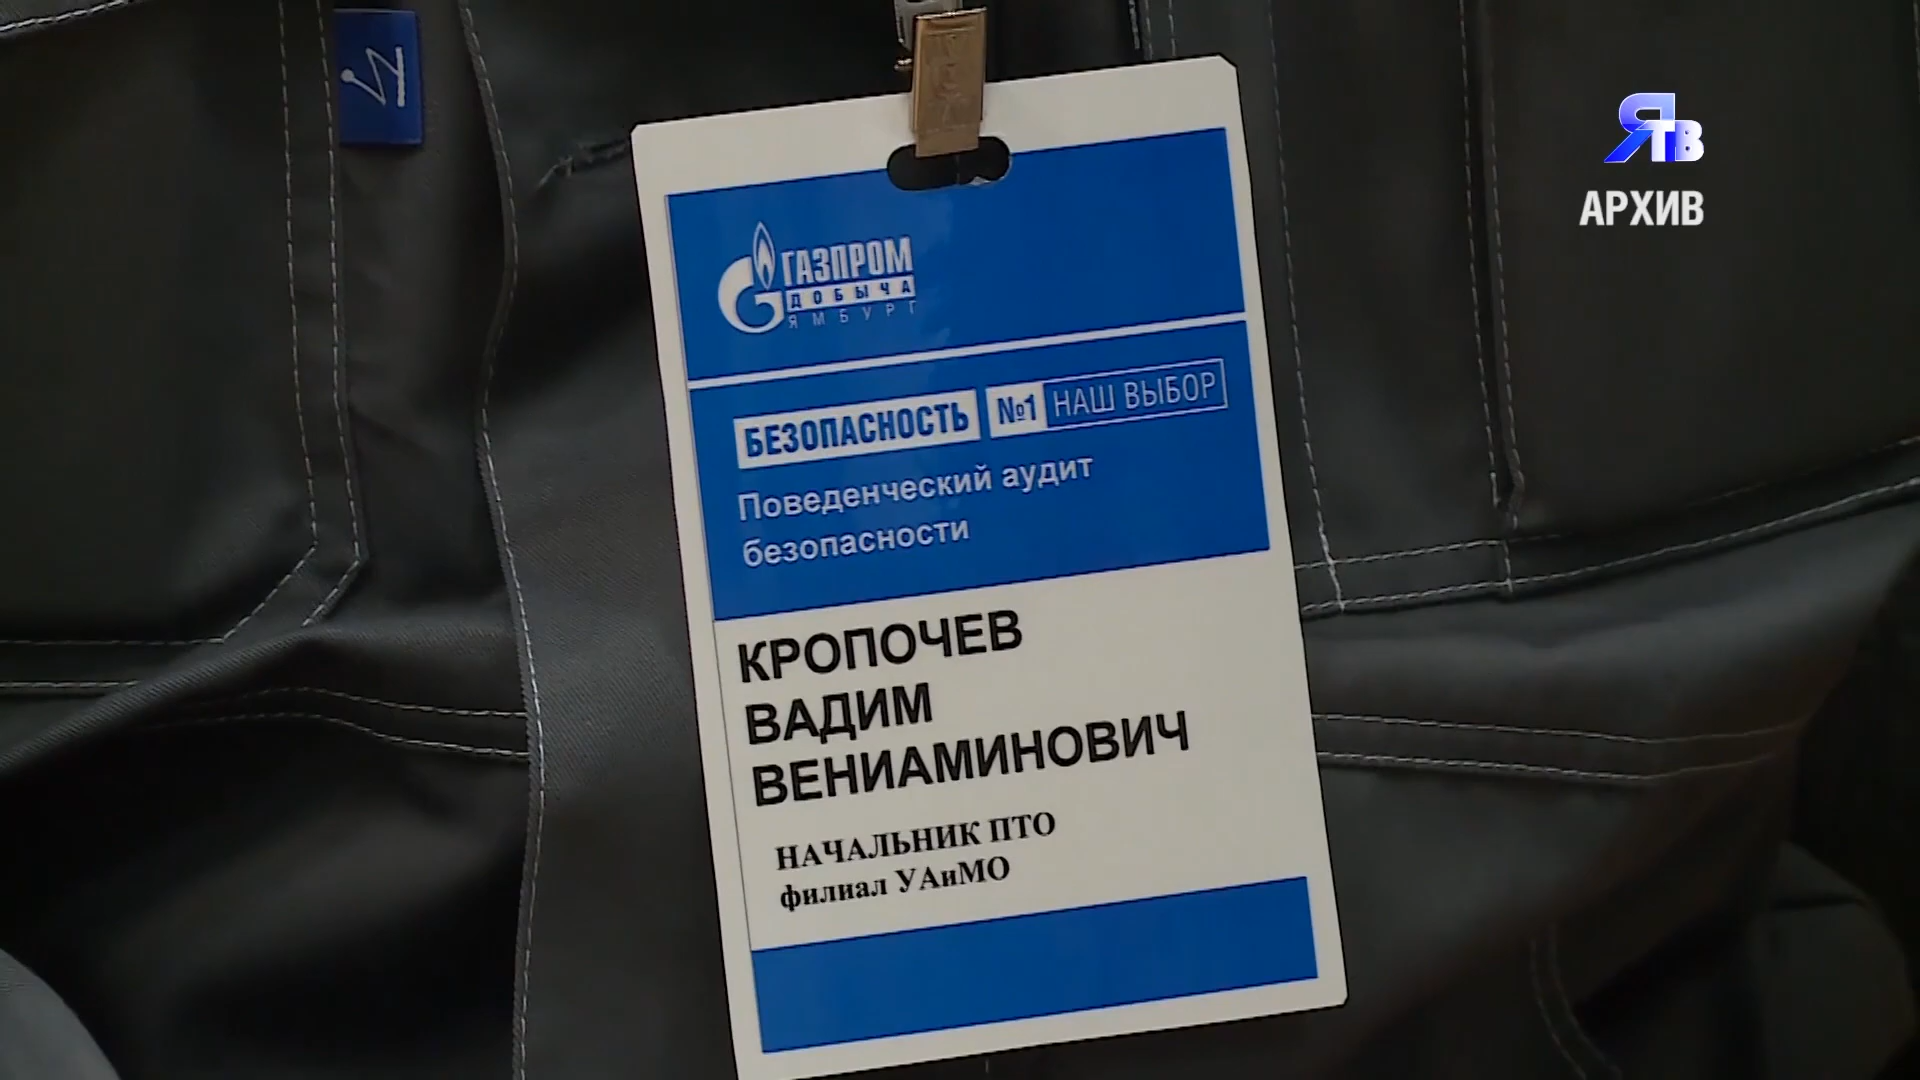 ЯТВ
АРХИВ
ГАЗПРОМ
ДОБЫЧА
ЯМБУРГ
БЕЗОПАСНОСТЬ №1 НАШ ВЫБОР
Поведенческий аудит
безопасности
КРОПОЧЕВ
ВАДИМ
ВЕНИАМИНОВИЧ
НАЧАЛЬНИК ПТО
филиал УАиМО